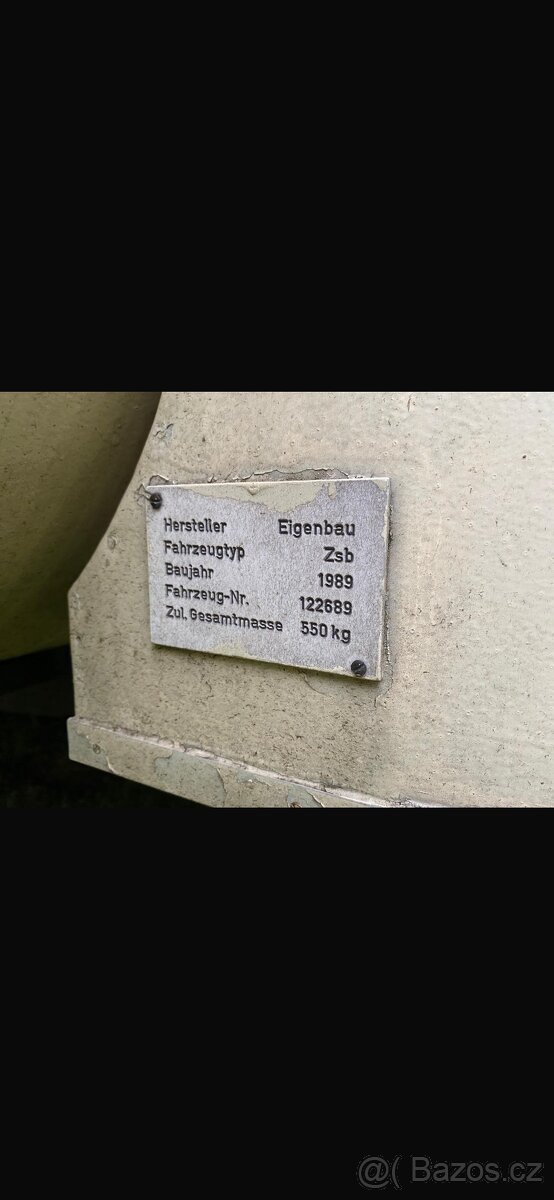 Hersteller Eigenbau
Fahrzeugtyp Zsb
Baujahr 1989
Fahrzeug-Nr. 122689
Zul. Gesamtmasse 550 kg
@( Bazos.cz